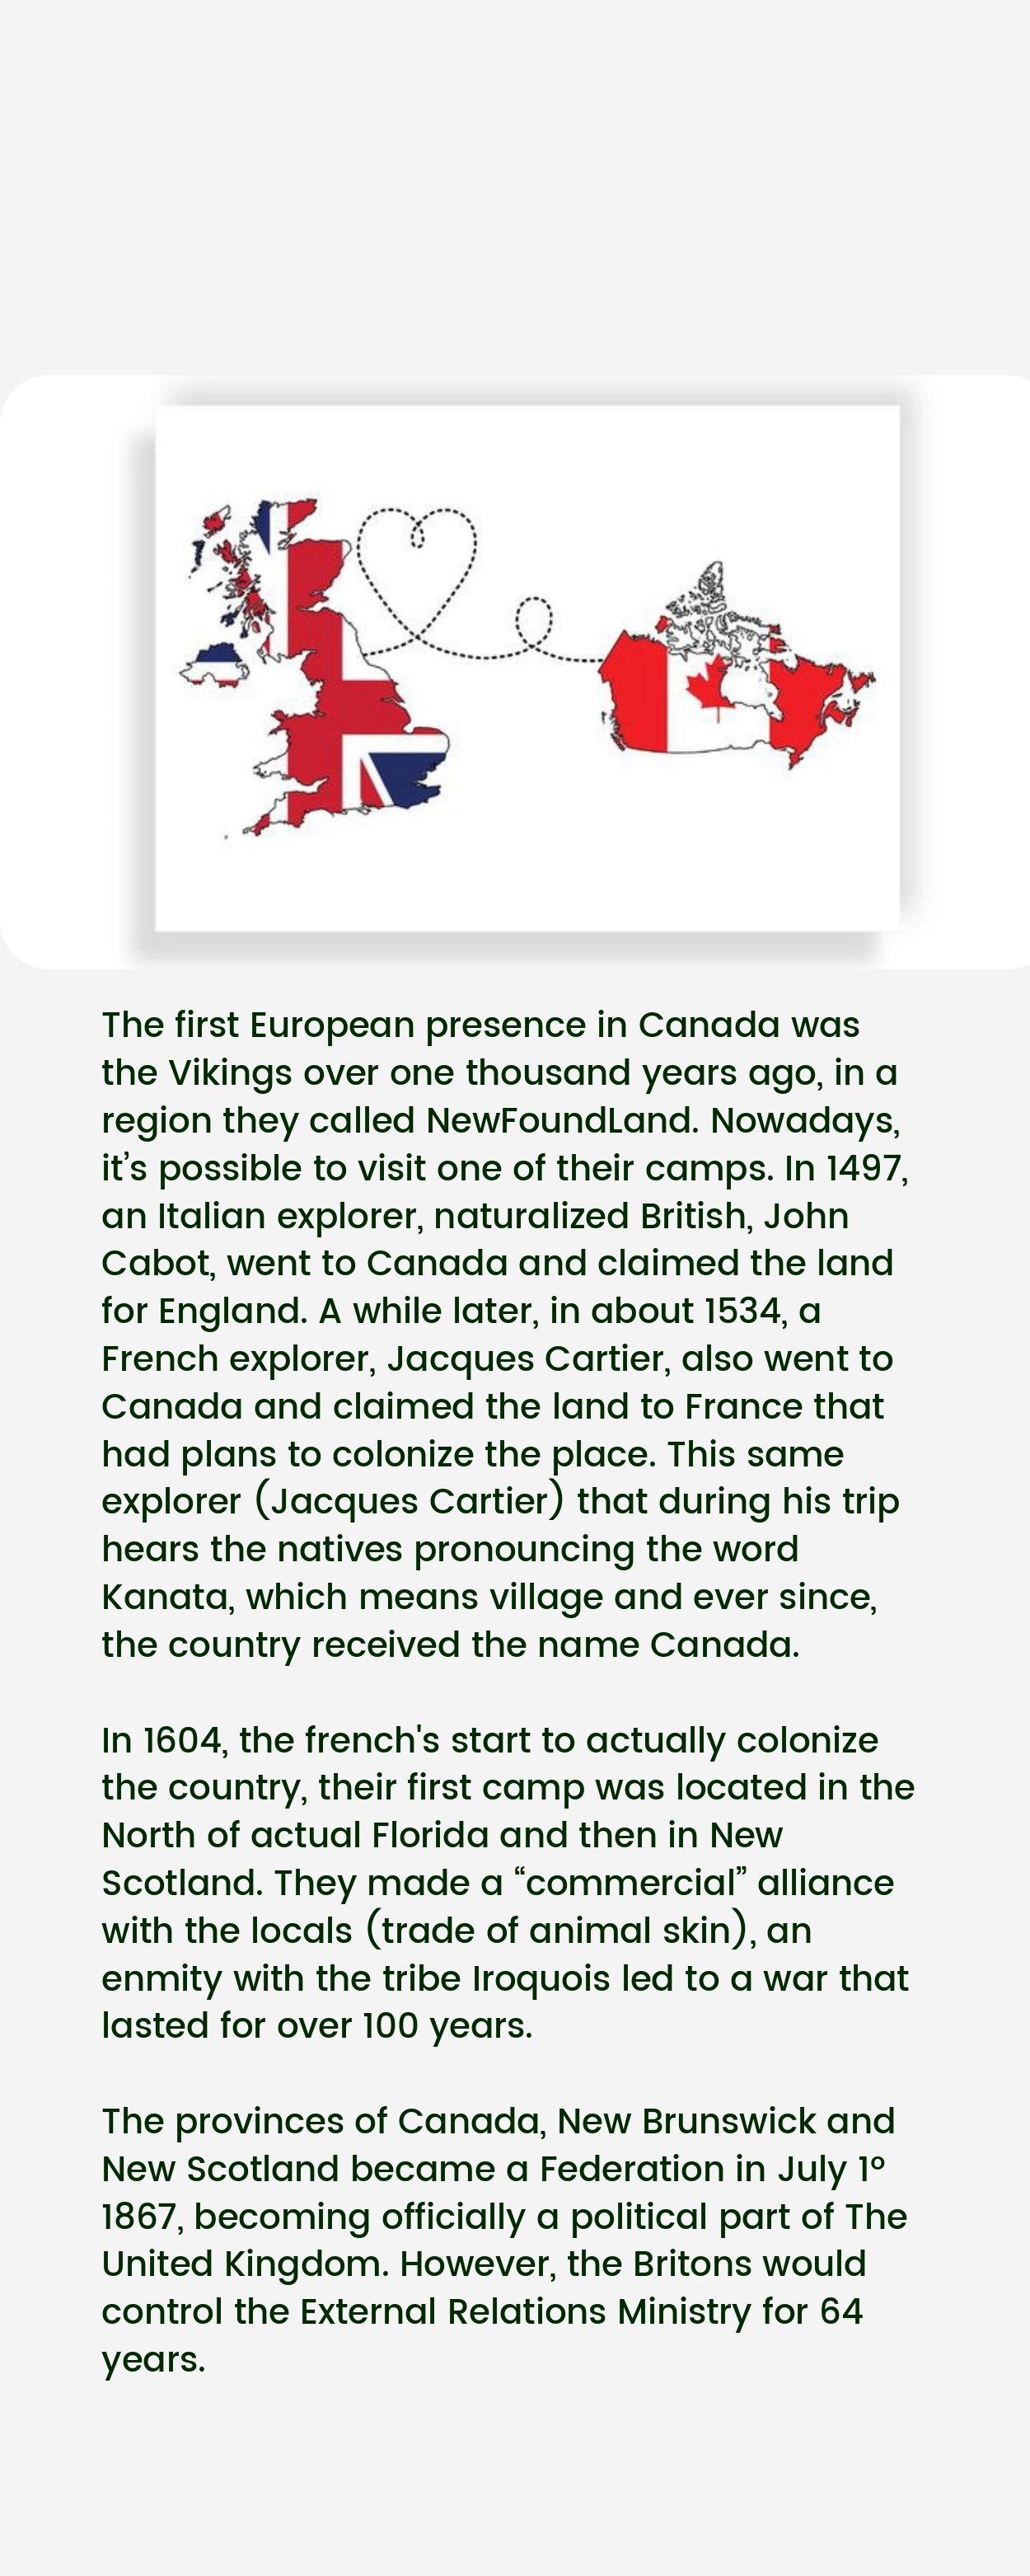 The first European presence in Canada was
the Vikings over one thousand years ago, in a
region they called NewFoundLand. Nowadays,
it’s possible to visit one of their camps. In 1497,
an Italian explorer, naturalized British, John
Cabot, went to Canada and claimed the land
for England. A while later, in about 1534, a
French explorer, Jacques Cartier, also went to
Canada and claimed the land to France that
had plans to colonize the place. This same
explorer (Jacques Cartier) that during his trip
hears the natives pronouncing the word
Kanata, which means village and ever since,
the country received the name Canada.
In 1604, the french's start to actually colonize
the country, their first camp was located in the
North of actual Florida and then in New
Scotland. They made a “commercial” alliance
with the locals (trade of animal skin), an
enmity with the tribe Iroquois led to a war that
lasted for over 100 years.
The provinces of Canada, New Brunswick and
New Scotland became a Federation in July 1º
1867, becoming officially a political part of The
United Kingdom. However, the Britons would
control the External Relations Ministry for 64
years.